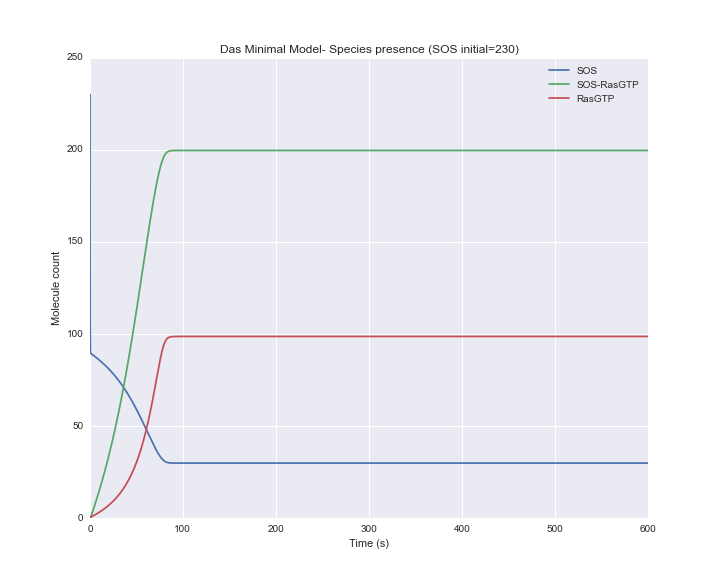 Das Minimal Model- Species presence (SOS initial=230)
250
200
150
100
50
0
Molecule count
SOS
SOS-RasGTP
RasGTP
0 100 200 300 400 500 600
Time (s)